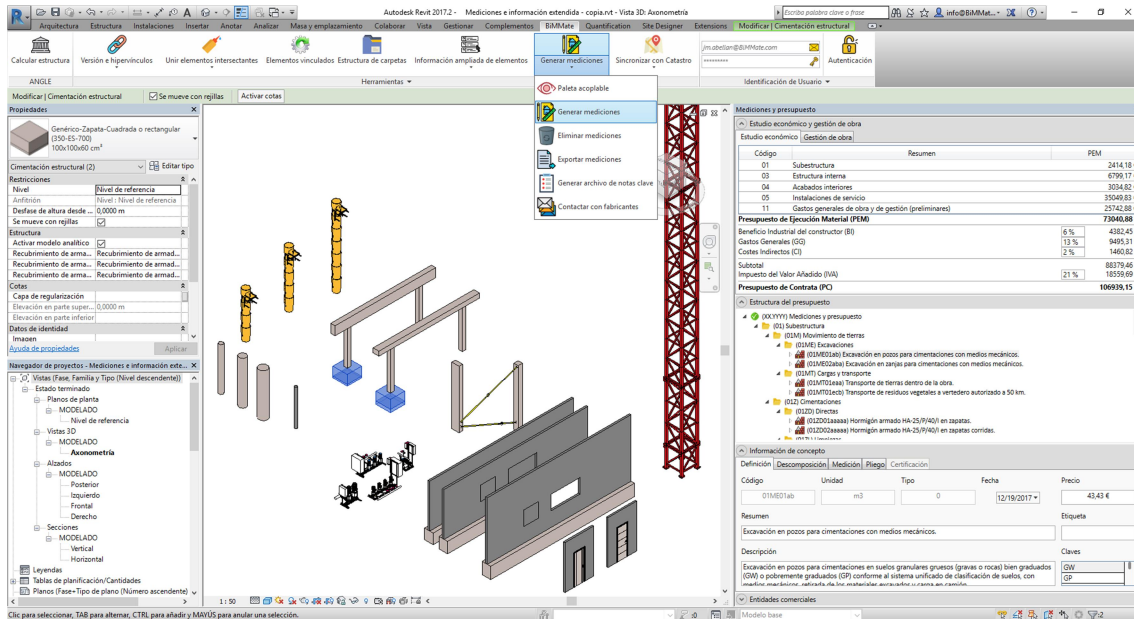 Autodesk Revit 2017.2 - Mediciones e información extendida - copia.rvt - Vista 3D: Axonometría
Escriba palabra clave o frase
info@BiMMat...
Arquitectura Estructura Instalaciones Insertar Anotar Analizar Masa y emplazamiento Colaborar Vista Gestionar Complementos BiMMate Quantification Site Designer Extensions Modificar | Cimentación estructural
Calcular estructura Versión e hipervínculos Unir elementos intersectantes Elementos vinculados Estructura de carpetas Información ampliada de elementos Generar mediciones Sincronizar con Catastro
jm.abellan@BiMMate.com
*********
Autenticación
ANGLE Herramientas Identificación de Usuario
Modificar | Cimentación estructural Se mueve con rejillas Activar cotas
Paleta acoplable
Generar mediciones
Eliminar mediciones
Exportar mediciones
Generar archivo de notas clave
Contactar con fabricantes
Propiedades
Genérico-Zapata-Cuadrada o rectangular
(350-ES-700)
100x100x60 cm³
Cimentación estructural (2) Editar tipo
Restricciones
Nivel Nivel de referencia
Anfitrión Nivel : Nivel de referencia
Desfase de altura desde ... 0,0000 m
Se mueve con rejillas
Estructura
Activar modelo analítico
Recubrimiento de arma... Recubrimiento de armad...
Recubrimiento de arma... Recubrimiento de armad...
Recubrimiento de arma... Recubrimiento de armad...
Cotas
Capa de regularización
Elevación en parte super... 0,0000 m
Elevación en parte inferior
Datos de identidad
Imagen
Ayuda de propiedades Aplicar
Navegador de proyectos - Mediciones e información exte...
Vistas (Fase, Familia y Tipo (Nivel descendente))
Estado terminado
Planos de planta
MODELADO
Nivel de referencia
Vistas 3D
MODELADO
Axonometría
Alzados
MODELADO
Posterior
Izquierdo
Frontal
Derecho
Secciones
MODELADO
Vertical
Horizontal
Leyendas
Tablas de planificación/Cantidades
Planos (Fase+Tipo de plano (Número ascendente)
1 : 50
Mediciones y presupuesto
Estudio económico y gestión de obra
Estudio económico Gestión de obra
Código Resumen PEM
01 Subestructura 2414,18
03 Estructura interna 6799,17
04 Acabados interiores 3034,82
05 Instalaciones de servicio 35049,83
11 Gastos generales de obra y de gestión (preliminares) 25742,88
Presupuesto de Ejecución Material (PEM) 73040,88
Beneficio Industrial del constructor (BI) 6 % 4382,45
Gastos Generales (GG) 13 % 9495,31
Costes Indirectos (CI) 2 % 1460,82
Subtotal 88379,46
Impuesto del Valor Añadido (IVA) 21 % 18559,69
Presupuesto de Contrata (PC) 106939,15
Estructura del presupuesto
(XX.YYYY) Mediciones y presupuesto
(01) Subestructura
(01M) Movimiento de tierras
(01ME) Excavaciones
(01ME01ab) Excavación en pozos para cimentaciones con medios mecánicos.
(01ME02aba) Excavación en zanjas para cimentaciones con medios mecánicos.
(01MT) Cargas y transporte
(01MT01eaa) Transporte de tierras dentro de la obra.
(01MT01ecb) Transporte de residuos vegetales a vertedero autorizado a 50 km.
(01Z) Cimentaciones
(01ZD) Directas
(01ZD01aaaaa) Hormigón armado HA-25/P/40/I en zapatas.
(01ZD02aaaaa) Hormigón armado HA-25/P/40/I en zapatas corridas.
Información de concepto
Definición Descomposición Medición Pliego Certificación
Código Unidad Tipo Fecha Precio
01ME01ab m3 0 12/19/2017 43,43 €
Resumen Etiqueta
Excavación en pozos para cimentaciones con medios mecánicos.
Descripción Claves
Excavación en pozos para cimentaciones en suelos granulares gruesos (gravas o rocas) bien graduados GW
(GW) o pobremente graduados (GP) conforme al sistema unificado de clasificación de suelos, con GP
medios mecánicos, retirada de los materiales excavados y carga en camión.
Entidades comerciales
Clic para seleccionar, TAB para alternar, CTRL para añadir y MAYÚS para anular una selección. :0 Modelo base :2